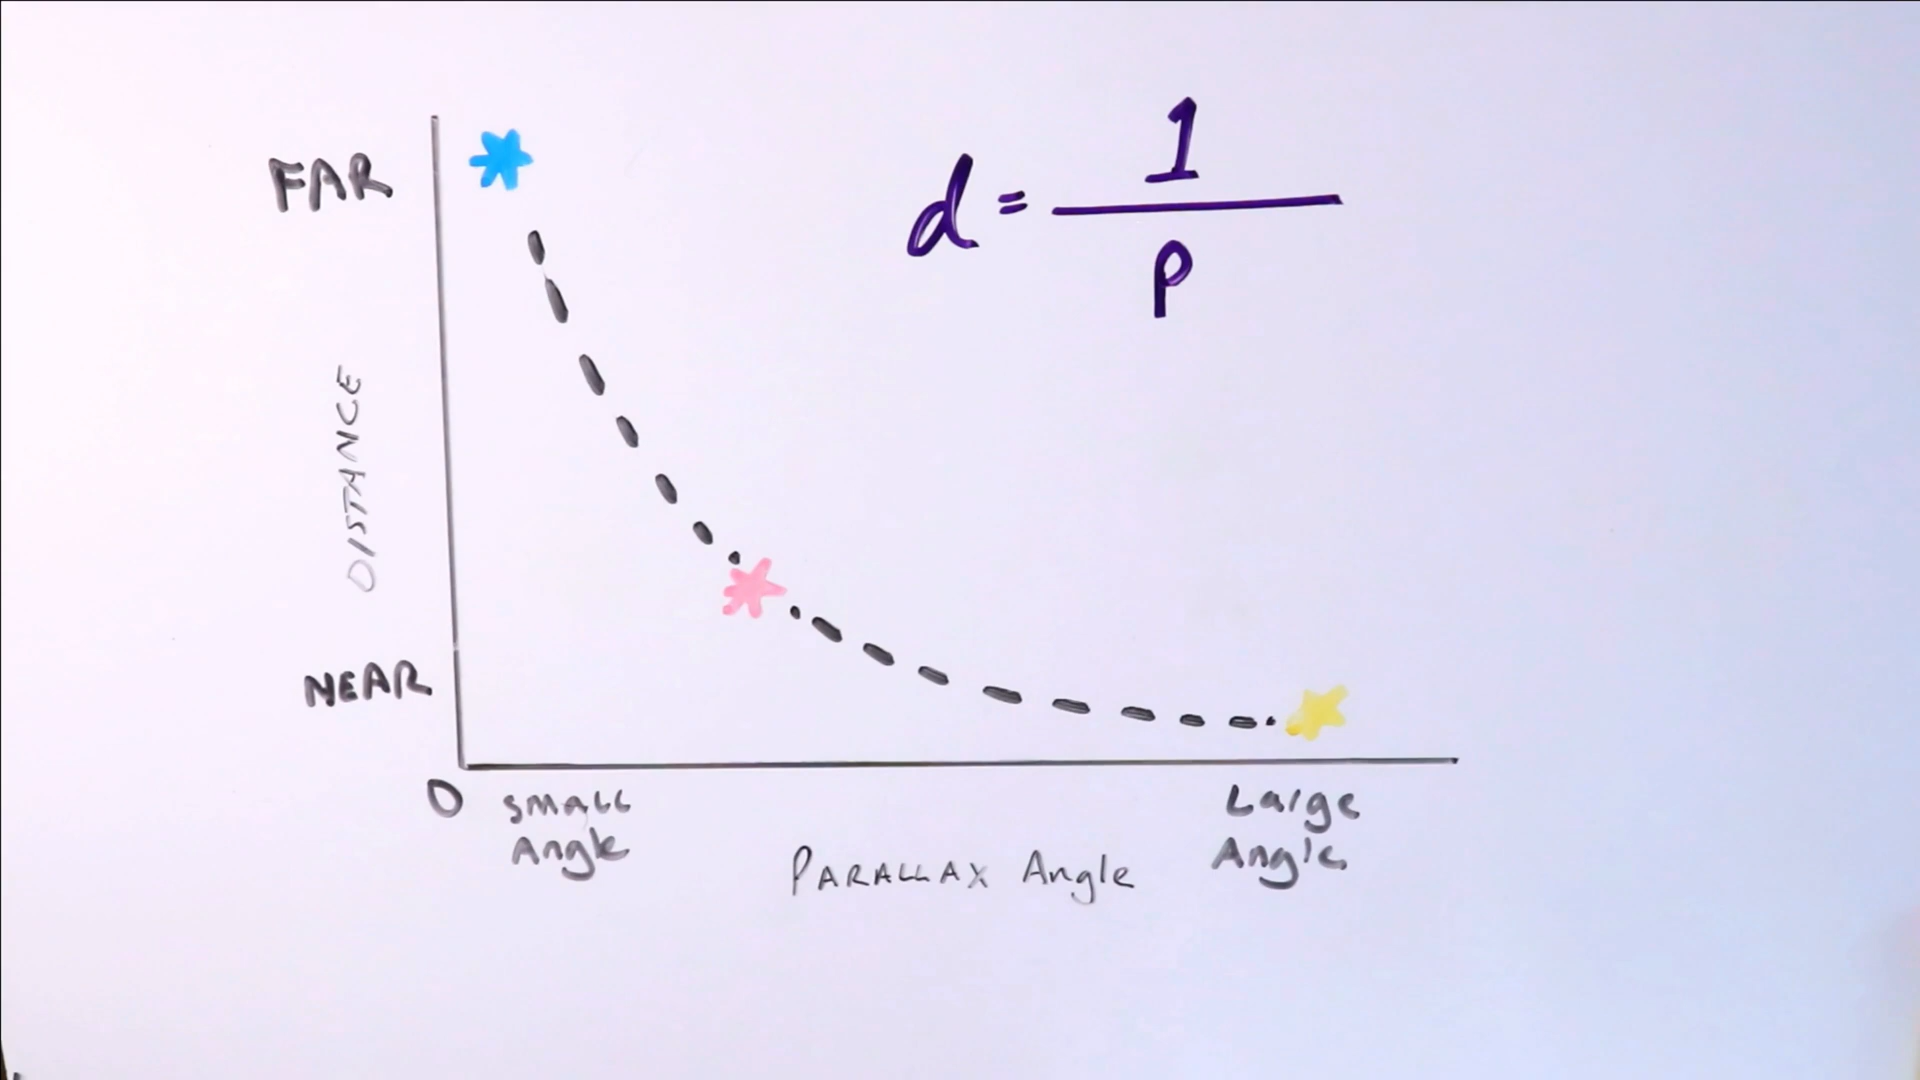 FAR
d = 1/P
DISTANCE
NEAR
0
SMALL
Angle
Large
Angle
PARALLAX Angle